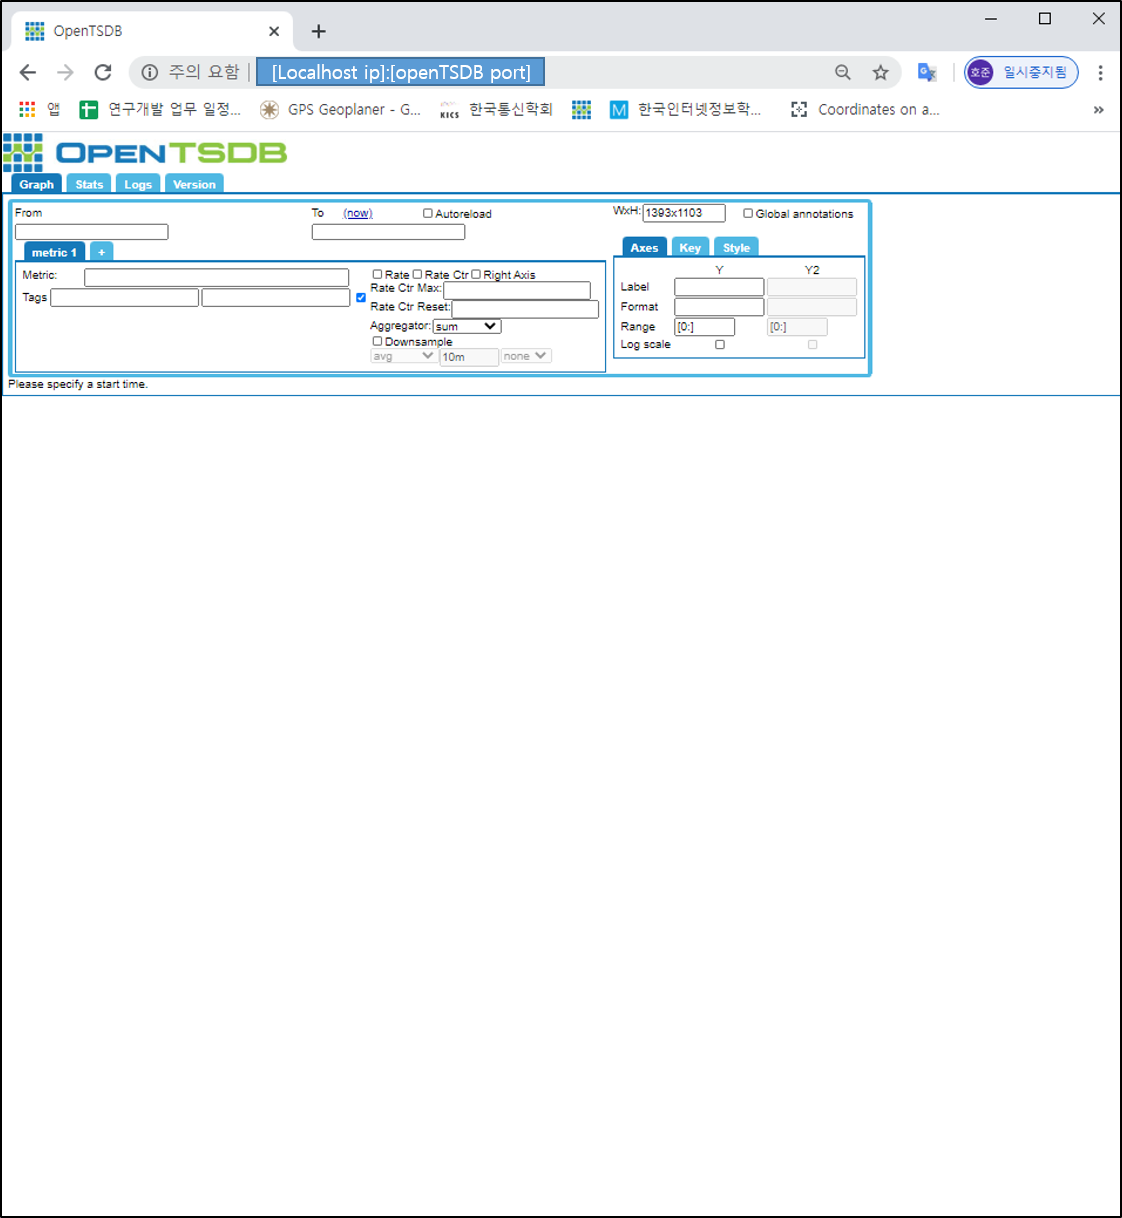 OpenTSDB
주의 요함
[Localhost ip]:[openTSDB port]
호준
일시중지됨
앱
연구개발 업무 일정...
GPS Geoplaner - G...
KICS
한국통신학회
M
한국인터넷정보학...
Coordinates on a...
»
OPENTSDB
Graph Stats Logs Version
From To (now) Autoreload WxH: 1393x1103 Global annotations
metric 1 +
Axes Key Style
Metric:
Tags
Rate Rate Ctr Right Axis
Rate Ctr Max:
Rate Ctr Reset:
Aggregator: sum
Downsample
avg 10m none
Y Y2
Label
Format
Range [0:] [0:]
Log scale
Please specify a start time.